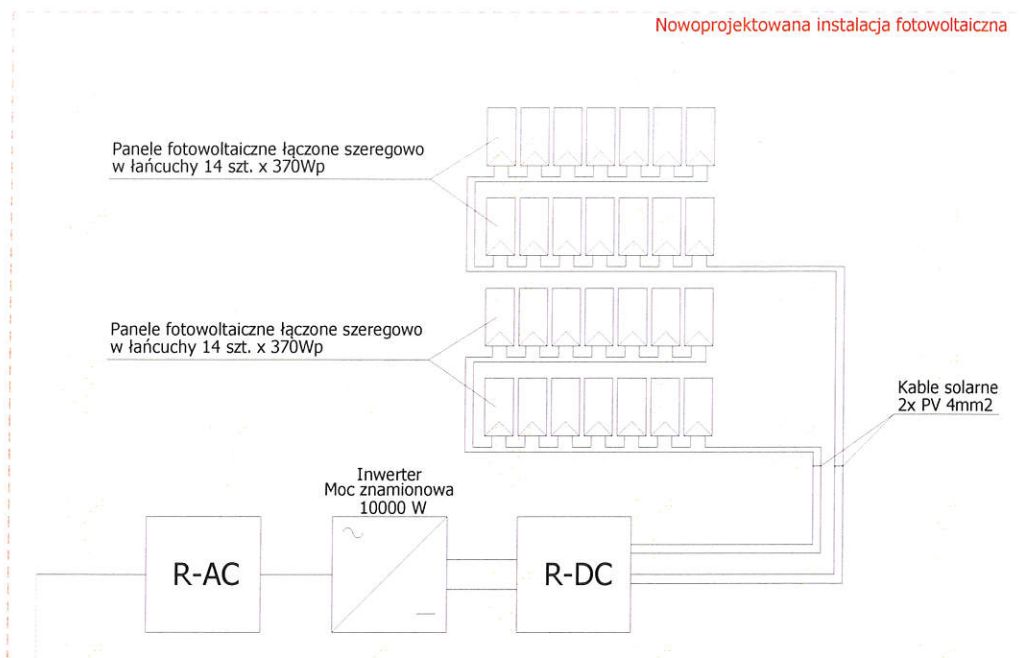 Nowoprojektowana instalacja fotowoltaiczna
Panele fotowoltaiczne łączone szeregowo
w łańcuchy 14 szt. x 370Wp
Panele fotowoltaiczne łączone szeregowo
w łańcuchy 14 szt. x 370Wp
Kable solarne
2x PV 4mm2
Inwerter
Moc znamionowa
10000 W
R-AC
R-DC